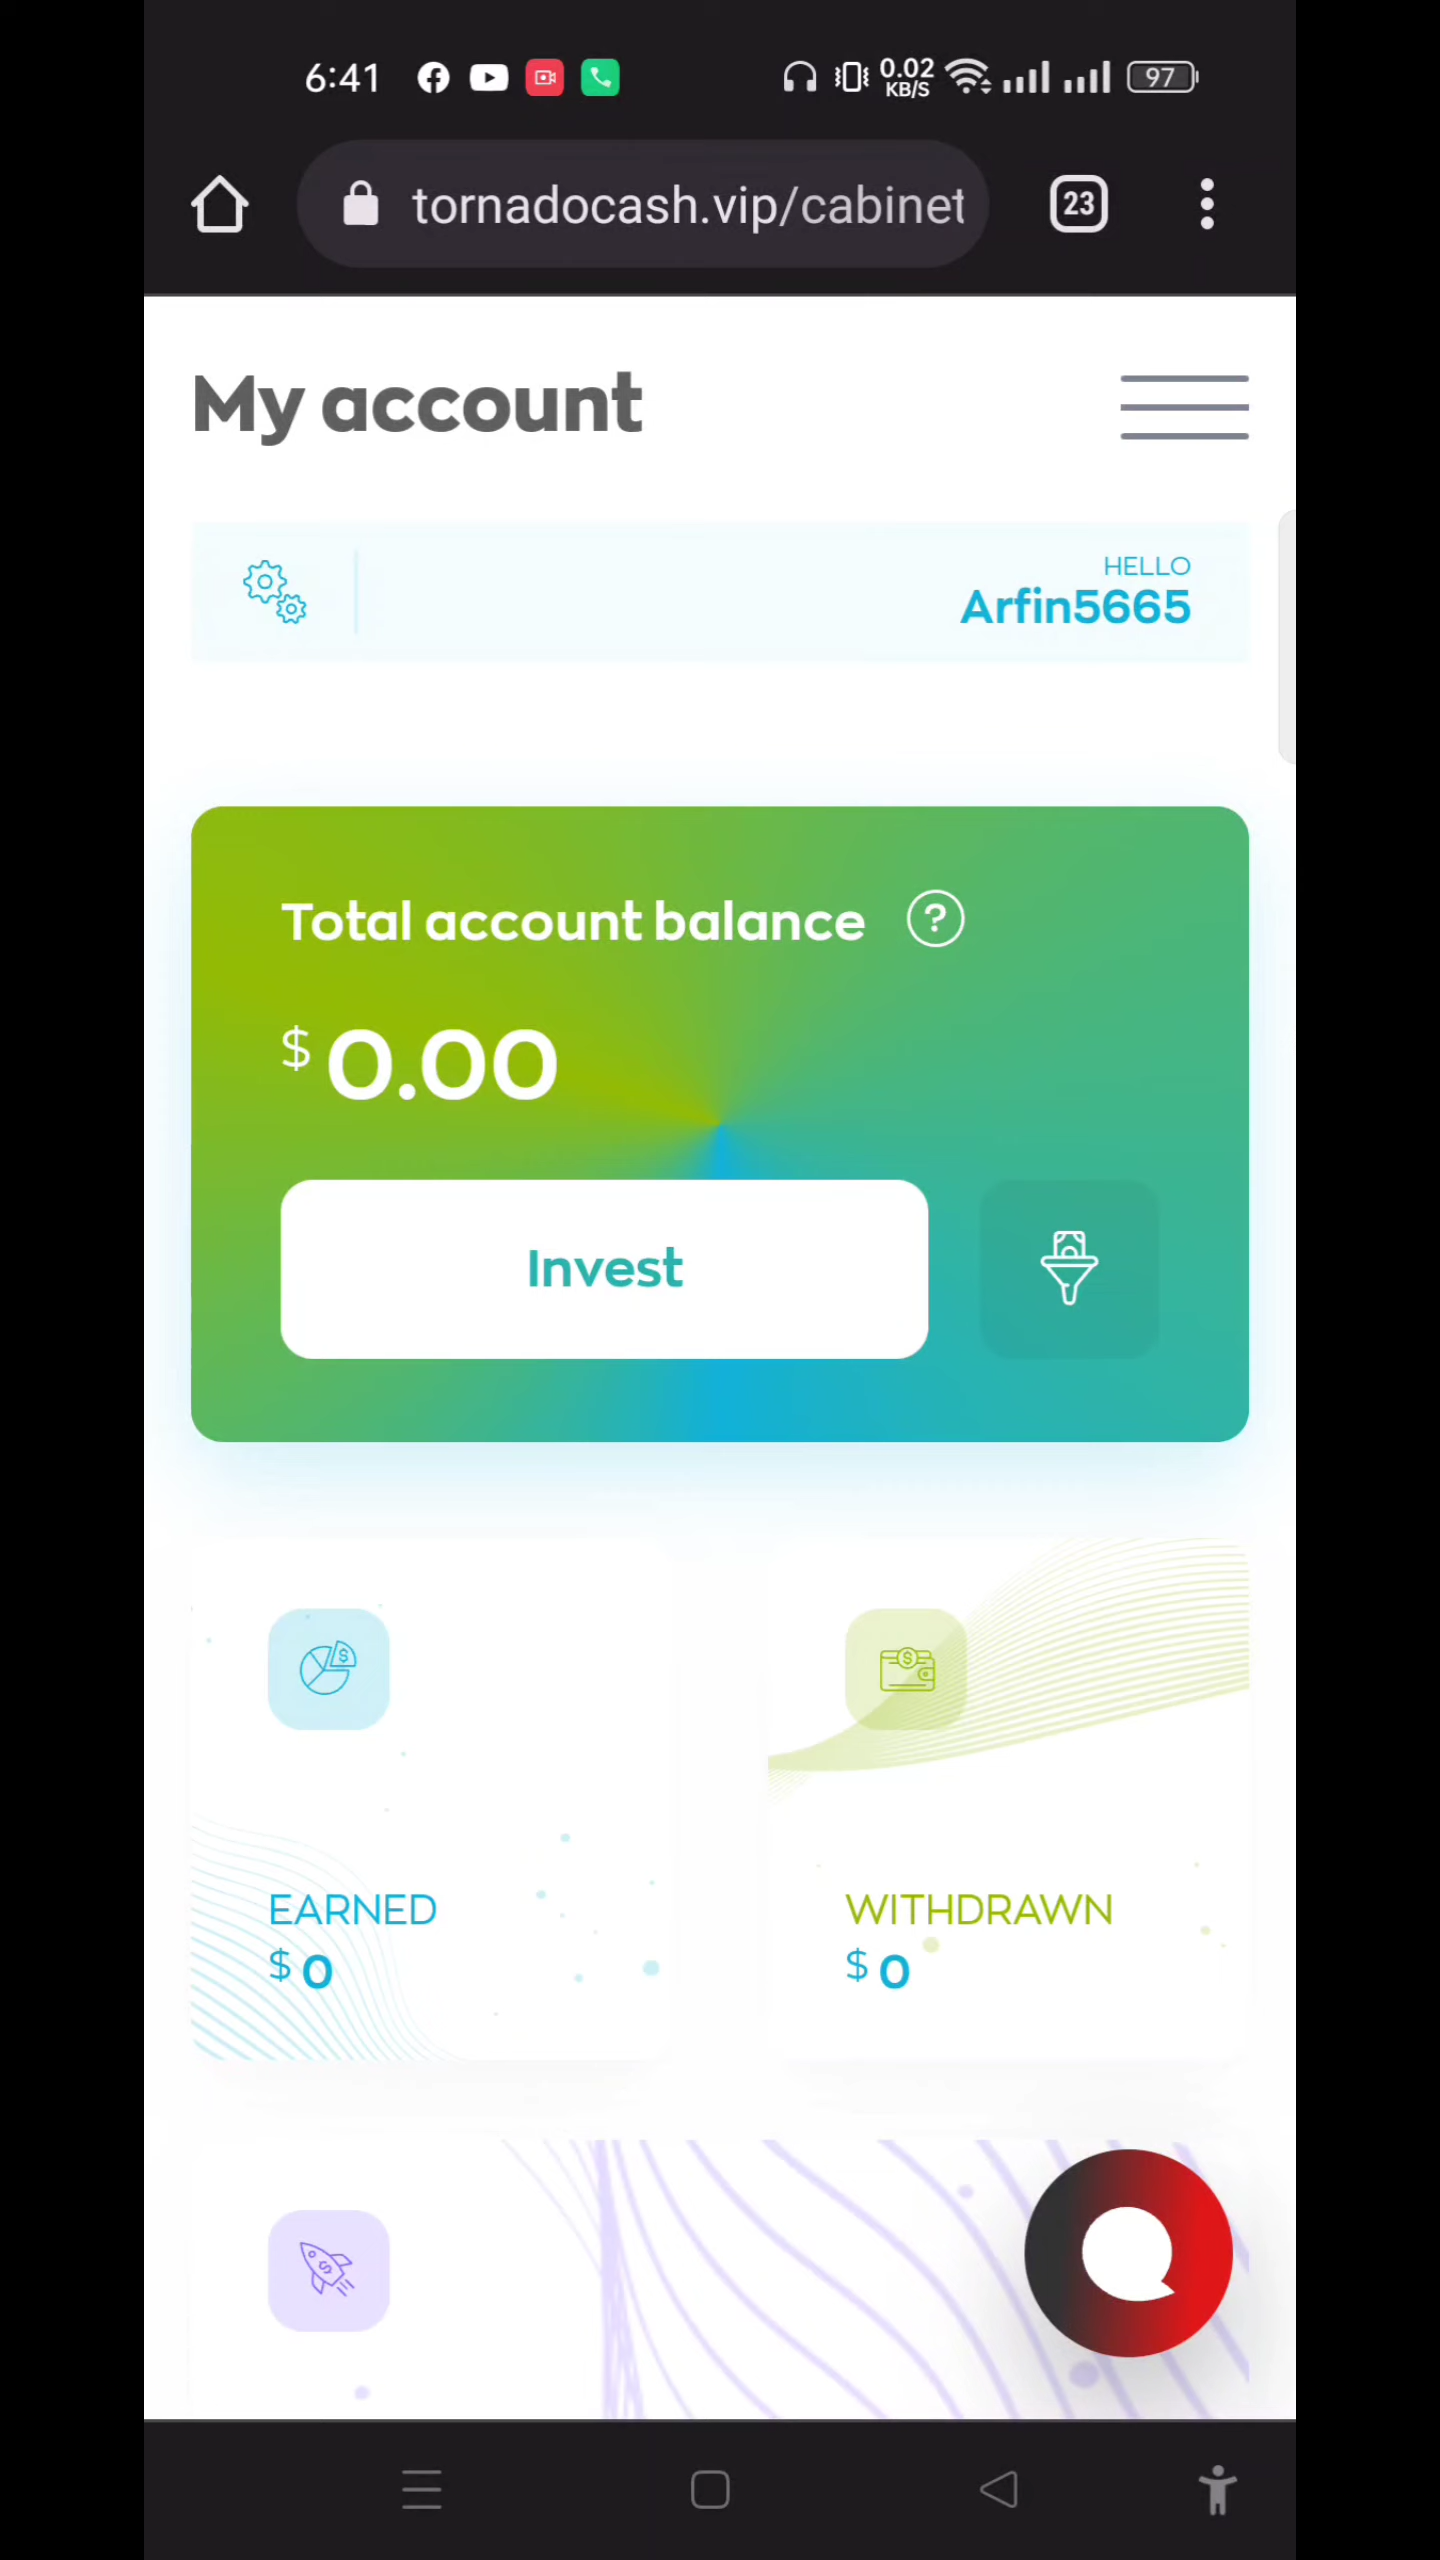 6:41
0.02
KB/S
97
tornadocash.vip/cabinet
23
My account
HELLO
Arfin5665
Total account balance ?
$ 0.00
Invest
EARNED
$ 0
WITHDRAWN
$ 0